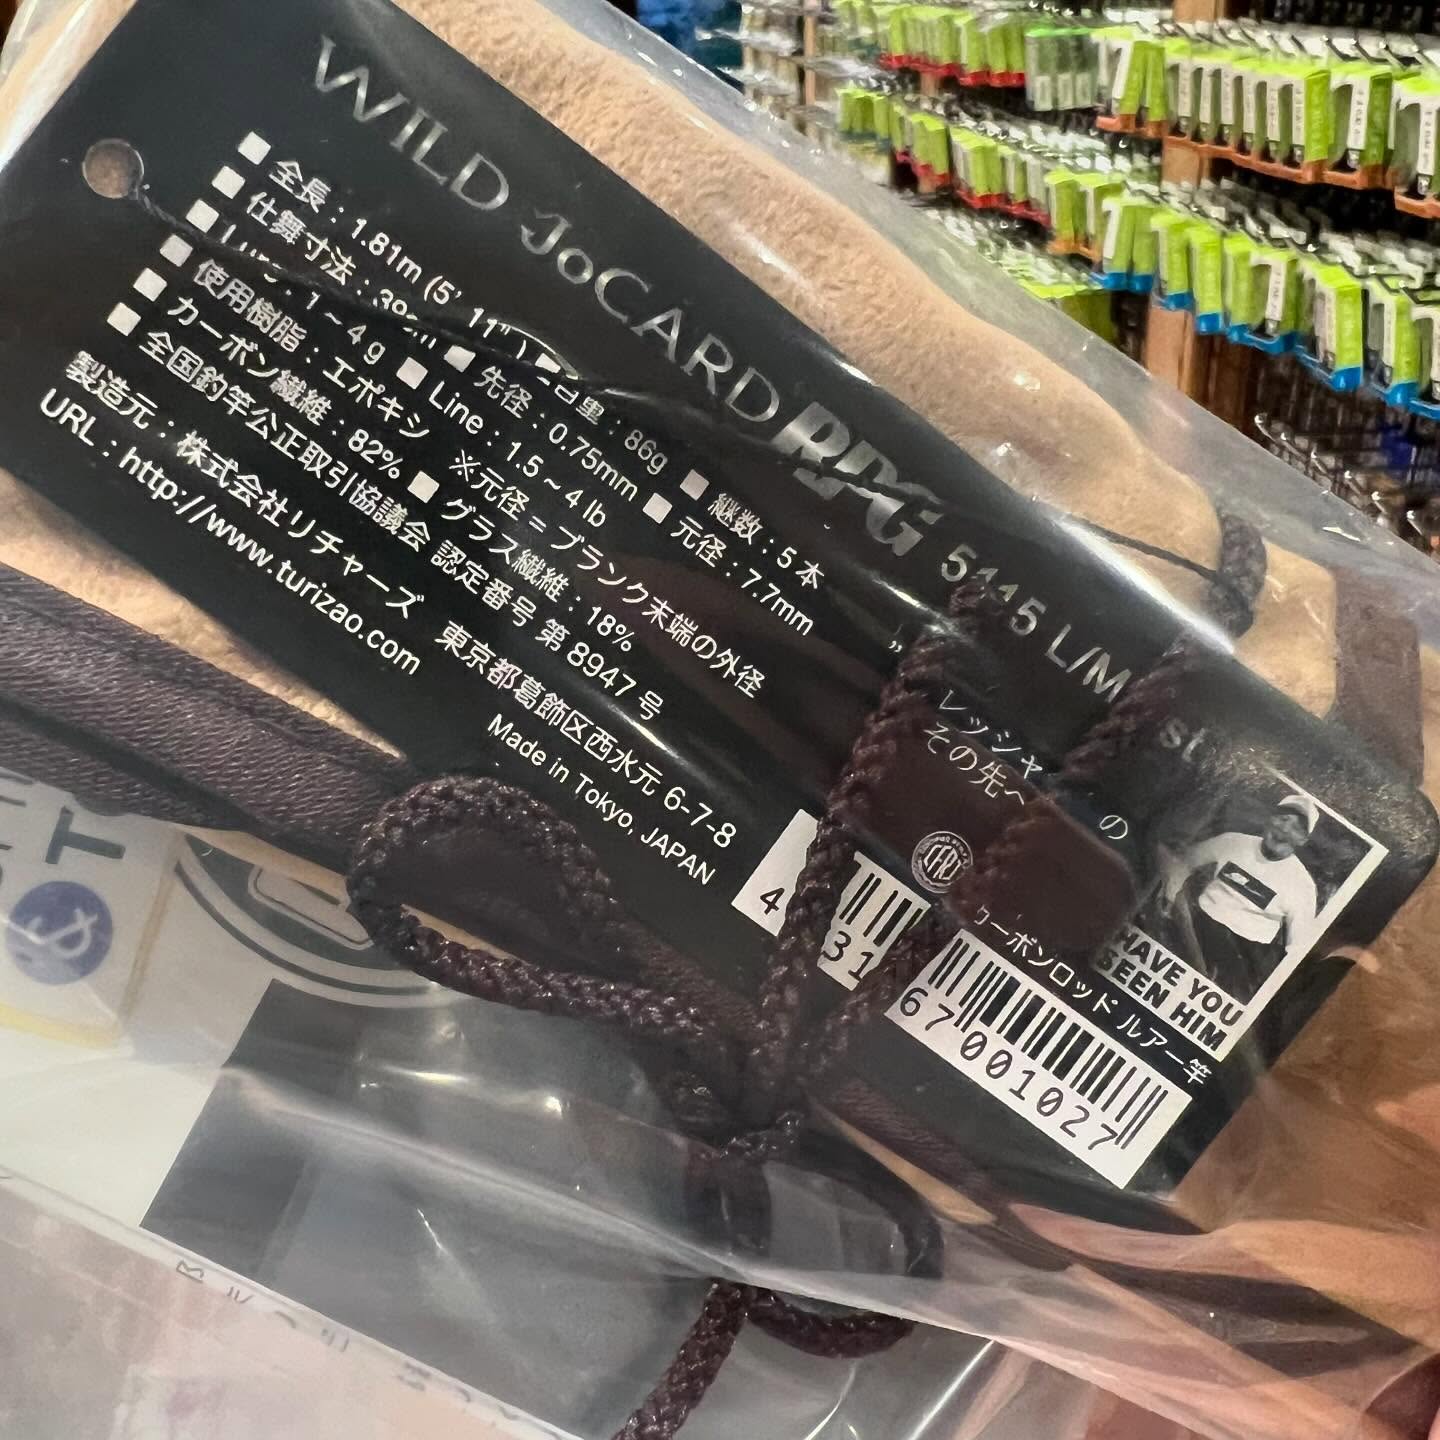 WILD JoCARD RPG 5115 L/M
■ 全長：1.81m (5' 11")
：86g ■ 継数：5 本
■ 仕舞寸法： ■ 先径：0.75mm ■ 元径：7.7mm
■ 1 ~ 4 g ■ Line：1.5 ~ 4 lb
■ 使用樹脂：エポキシ ※元径＝ブランク末端の外径
■ カーボン繊維：82% ■ グラス繊維：18%
■ 全国釣竿公正取引協議会 認定番号 第 8947 号
製造元：株式会社リチャーズ 東京都葛飾区西水元 6-7-8
URL：http://www.turizao.com
Made in Tokyo, JAPAN
その先へ
カーボンロッド ルアー竿
HAVE YOU
SEEN HIM
4 31 67001027